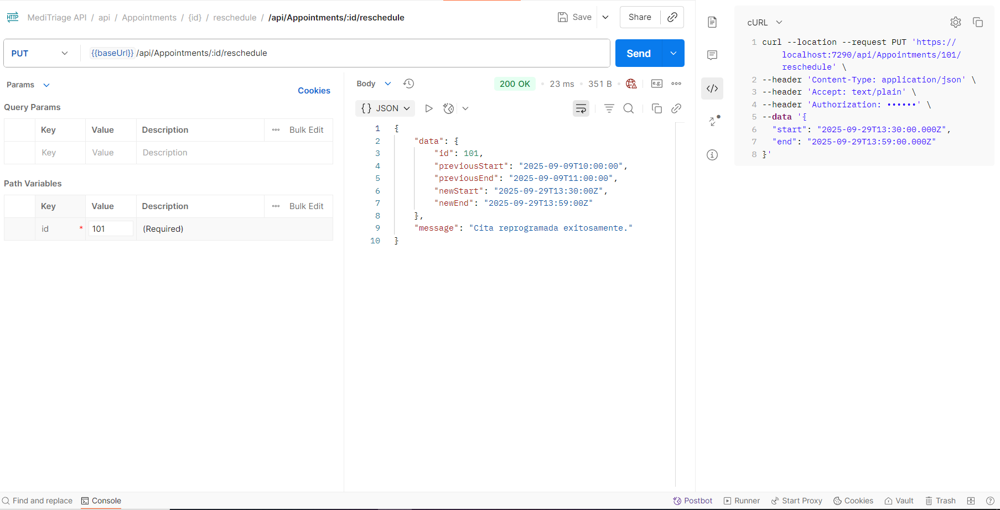 HTTP MediTriage API / api / Appointments / {id} / reschedule / /api/Appointments/:id/reschedule
Save
Share
PUT {{baseUrl}} /api/Appointments/:id/reschedule
Send
Params
Cookies
Query Params
Key Value Description Bulk Edit
Key Value Description
Path Variables
Key Value Description Bulk Edit
id * 101 (Required)
Body 200 OK • 23 ms • 351 B • e.g.
{} JSON
1 {
2 "data": {
3 "id": 101,
4 "previousStart": "2025-09-09T10:00:00",
5 "previousEnd": "2025-09-09T11:00:00",
6 "newStart": "2025-09-29T13:30:00Z",
7 "newEnd": "2025-09-29T13:59:00Z"
8 },
9 "message": "Cita reprogramada exitosamente."
10 }
cURL
1 curl --location --request PUT 'https://
localhost:7290/api/Appointments/101/
reschedule' \
2 --header 'Content-Type: application/json' \
3 --header 'Accept: text/plain' \
4 --header 'Authorization: ••••••' \
5 --data '{
6 "start": "2025-09-29T13:30:00.000Z",
7 "end": "2025-09-29T13:59:00.000Z"
8 }'
Find and replace Console Postbot Runner Start Proxy Cookies Vault Trash